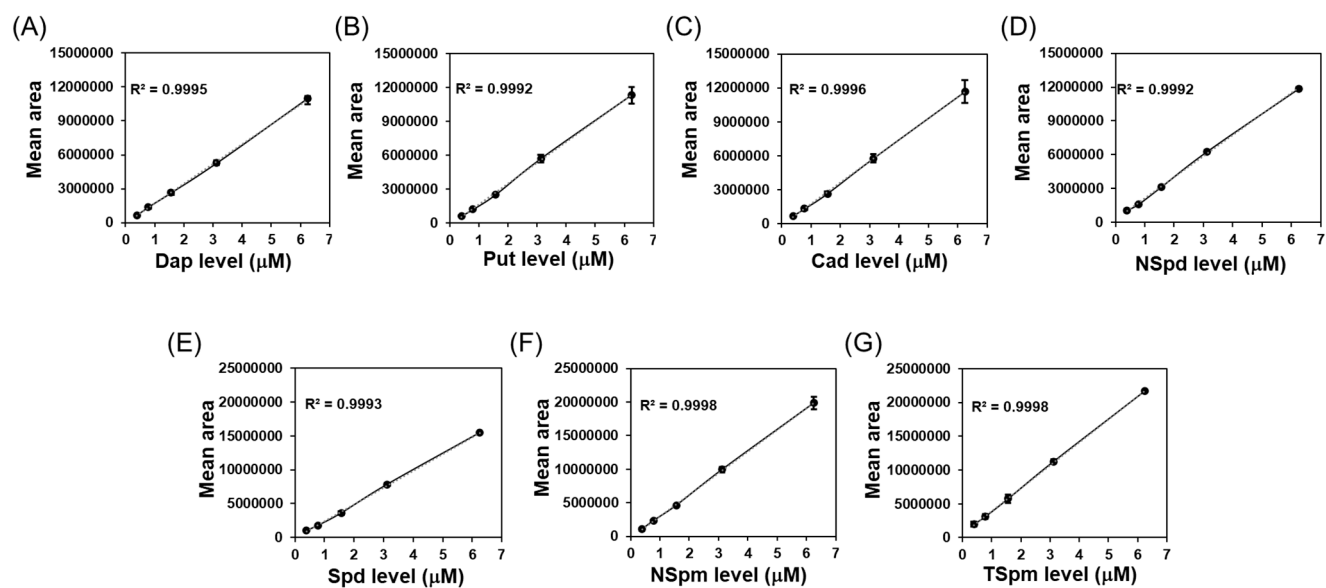 (A)
15000000
12000000
9000000
6000000
3000000
0
Mean area
R² = 0.9995
0 1 2 3 4 5 6 7
Dap level (μM)
(B)
15000000
12000000
9000000
6000000
3000000
0
Mean area
R² = 0.9992
0 1 2 3 4 5 6 7
Put level (μM)
(C)
15000000
12000000
9000000
6000000
3000000
0
Mean area
R² = 0.9996
0 1 2 3 4 5 6 7
Cad level (μM)
(D)
15000000
12000000
9000000
6000000
3000000
0
Mean area
R² = 0.9992
0 1 2 3 4 5 6 7
NSpd level (μM)
(E)
25000000
20000000
15000000
10000000
5000000
0
Mean area
R² = 0.9993
0 1 2 3 4 5 6 7
Spd level (μM)
(F)
25000000
20000000
15000000
10000000
5000000
0
Mean area
R² = 0.9998
0 1 2 3 4 5 6 7
NSpm level (μM)
(G)
25000000
20000000
15000000
10000000
5000000
0
Mean area
R² = 0.9998
0 1 2 3 4 5 6 7
TSpm level (μM)